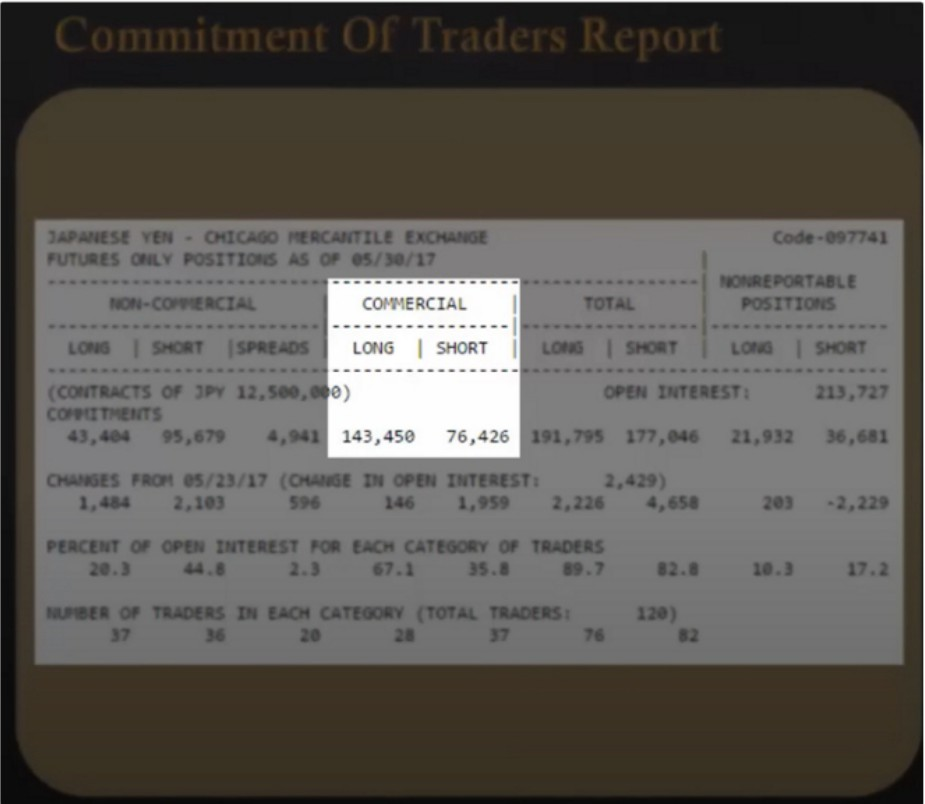 Commitment Of Traders Report
JAPANESE YEN - CHICAGO MERCANTILE EXCHANGE Code-097741
FUTURES ONLY POSITIONS AS OF 05/30/17 |
--------------------------------------------------------------| NONREPORTABLE
NON-COMMERCIAL | COMMERCIAL | TOTAL | POSITIONS
--------------------------|------------------|------------------|-----------------
LONG | SHORT |SPREADS | LONG | SHORT | LONG | SHORT | LONG | SHORT
--------------------------------------------------------------------------------
(CONTRACTS OF JPY 12,500,000) OPEN INTEREST: 213,727
COMMITMENTS
43,404 95,679 4,941 143,450 76,426 191,795 177,046 21,932 36,681
CHANGES FROM 05/23/17 (CHANGE IN OPEN INTEREST: 2,429)
1,484 2,103 596 146 1,959 2,226 4,658 203 -2,229
PERCENT OF OPEN INTEREST FOR EACH CATEGORY OF TRADERS
20.3 44.8 2.3 67.1 35.8 89.7 82.8 10.3 17.2
NUMBER OF TRADERS IN EACH CATEGORY (TOTAL TRADERS: 120)
37 36 20 28 37 76 82